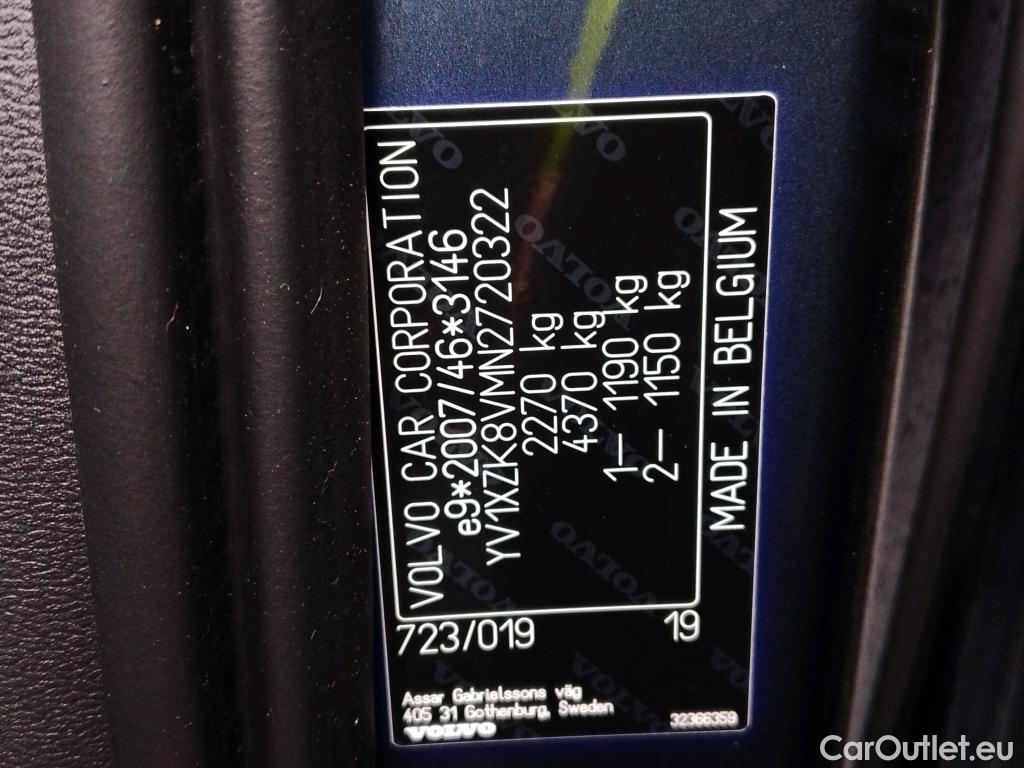 VOLVO CAR CORPORATION
e9*2007/46*3146
YV1XZK8VMN2720322
2270 kg
4370 kg
1– 1190 kg
2– 1150 kg
MADE IN BELGIUM
723/019
19
Assar Gabrielssons väg
405 31 Gothenburg, Sweden
VOLVO
32366359
CarOutlet.eu